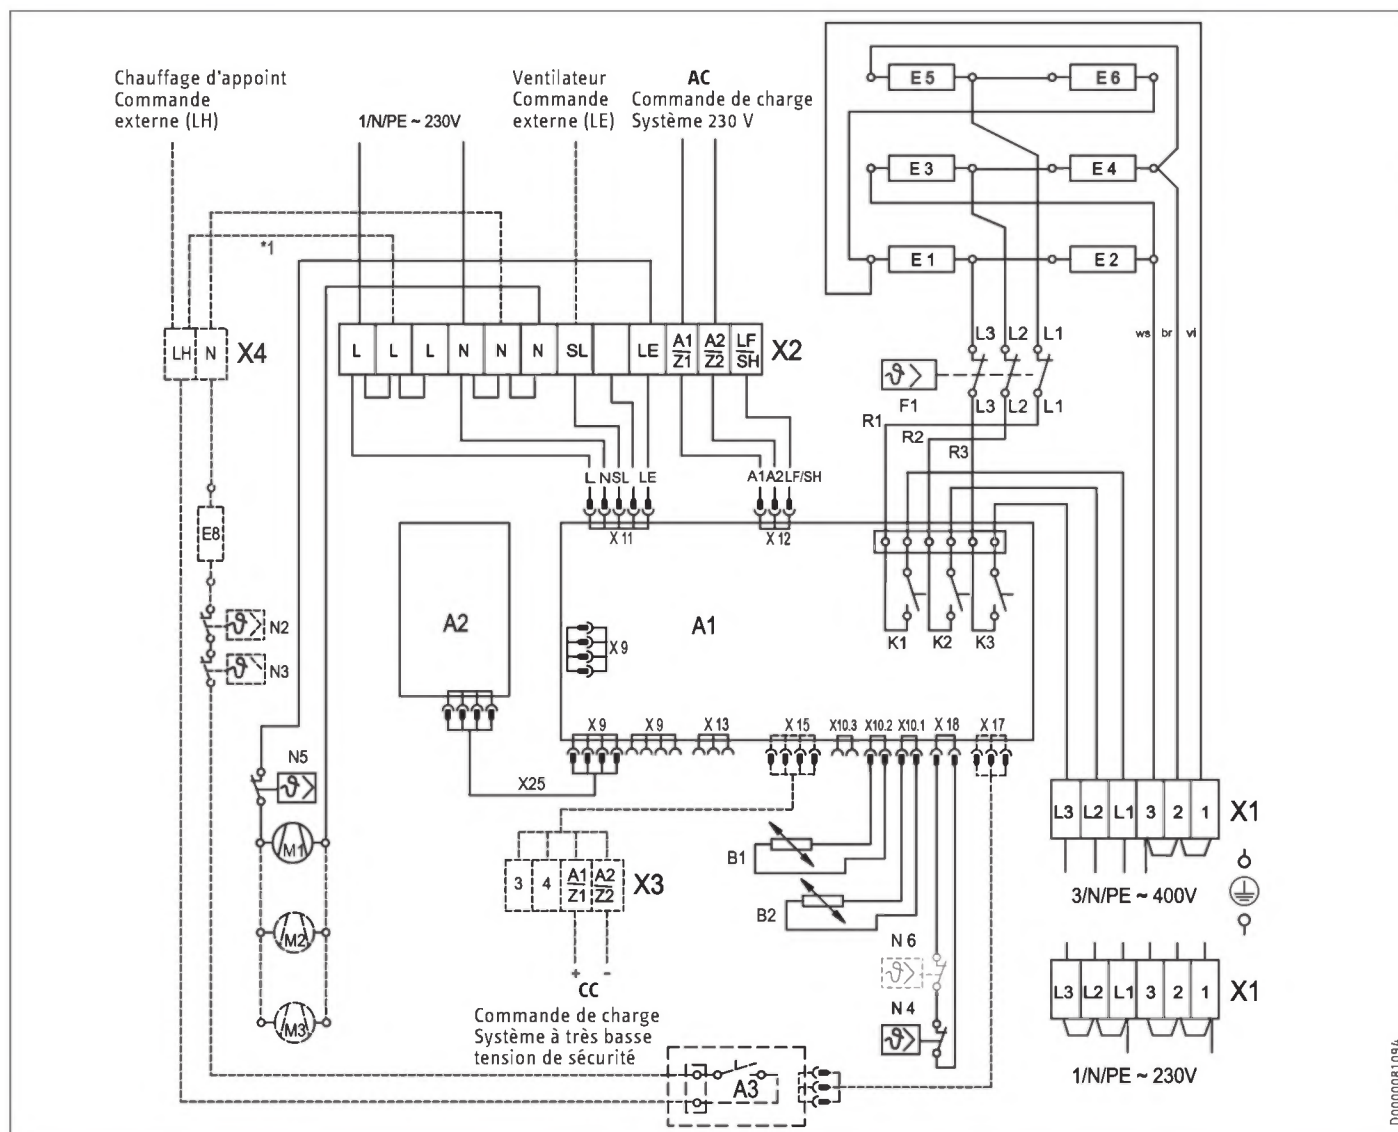 Chauffage d'appoint
Commande
externe (LH)
1/N/PE ~ 230V
Ventilateur
Commande
externe (LE)
AC
Commande de charge
Système 230 V
E 5
E 6
E 3
E 4
E 1
E 2
*1
LH
N
X4
L
L
L
N
N
N
SL
LE
A1
Z1
A2
Z2
LF
SH
X2
L3
L2
L1
ws
br
vi
F1
L3
L2
L1
R1
R2
R3
L
N
SL
LE
A1
A2
LF/SH
X 11
X 12
E8
A2
A1
N2
N3
X 9
K1
K2
K3
X 9
X 9
X 13
X 15
X10.3
X10.2
X10.1
X 18
X 17
N5
X25
M1
M2
M3
3
4
A1
Z1
A2
Z2
X3
B1
B2
N 6
N 4
+
-
CC
Commande de charge
Système à très basse
tension de sécurité
A3
L3
L2
L1
3
2
1
X1
3/N/PE ~ 400V
L3
L2
L1
3
2
1
X1
1/N/PE ~ 230V
D0000081094